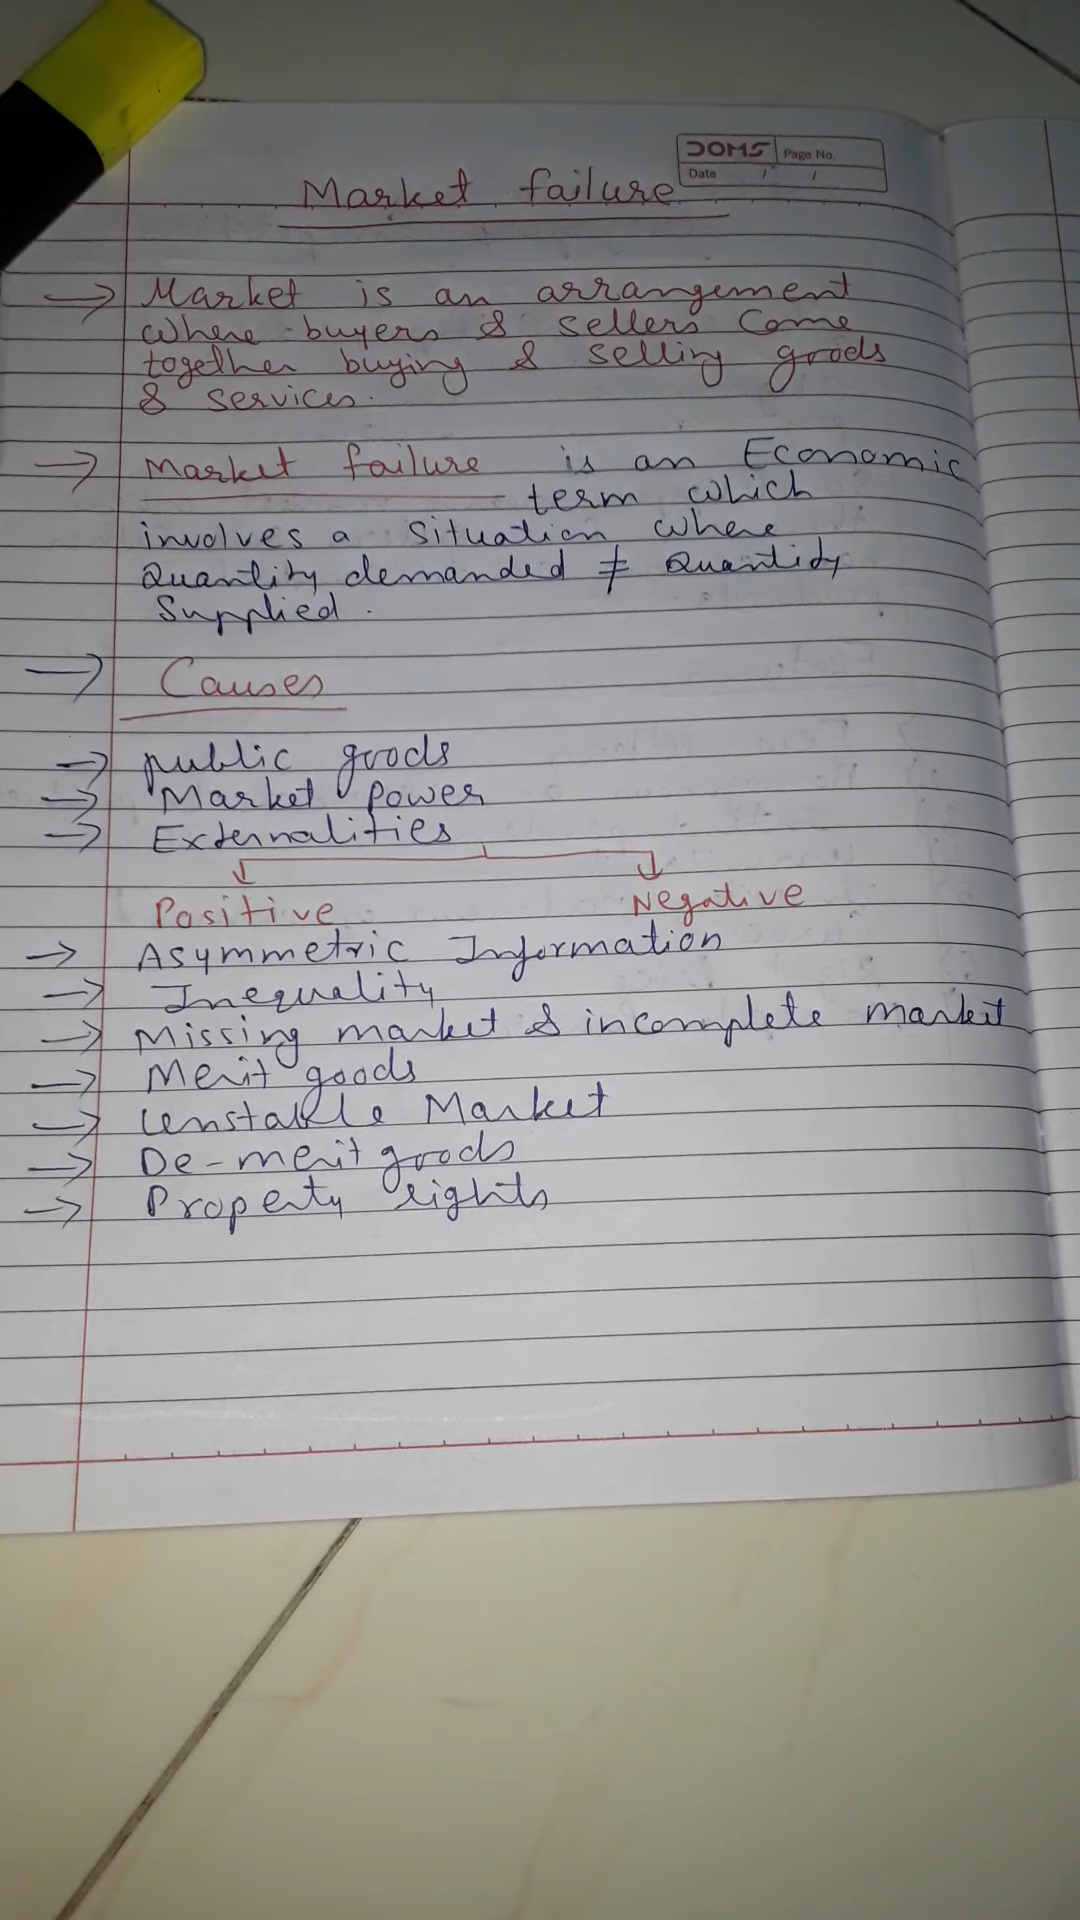 DOMS Page No.
Date / /
Market failure
→ Market is an arrangement
where buyers & sellers come
together buying & selling goods
& services.
→ Market failure is an Economic
term which
involves a situation where
Quantity demanded ≠ Quantity
Supplied.
→ Causes
→ public goods
→ Market Power
→ Externalities
Positive Negative
→ Asymmetric Information
→ Inequality
→ Missing market & incomplete market
→ Merit goods
→ Unstable Market
→ De-merit goods
→ Property rights